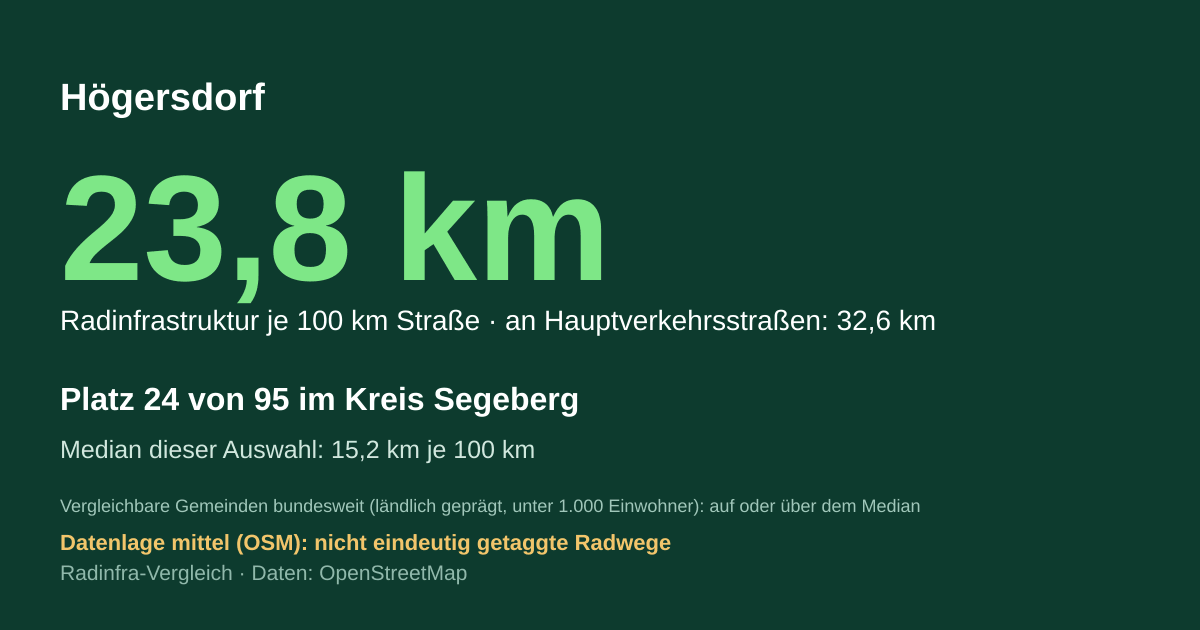 Högersdorf
23,8 km
Radinfrastruktur je 100 km Straße · an Hauptverkehrsstraßen: 32,6 km
Platz 24 von 95 im Kreis Segeberg
Median dieser Auswahl: 15,2 km je 100 km
Vergleichbare Gemeinden bundesweit (ländlich geprägt, unter 1.000 Einwohner): auf oder über dem Median
Datenlage mittel (OSM): nicht eindeutig getaggte Radwege
Radinfra-Vergleich · Daten: OpenStreetMap